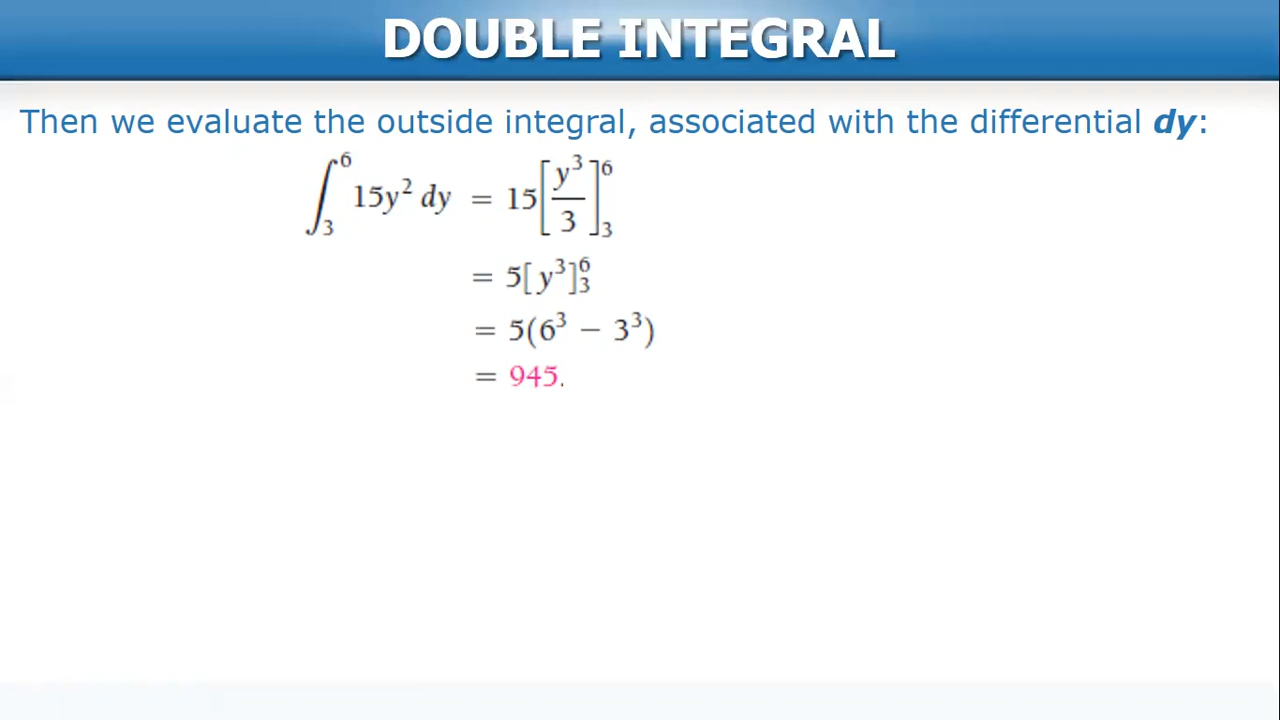 DOUBLE INTEGRAL
Then we evaluate the outside integral, associated with the differential dy:
∫₃⁶ 15y² dy = 15[y³/3]₃⁶
= 5[y³]₃⁶
= 5(6³ − 3³)
= 945.